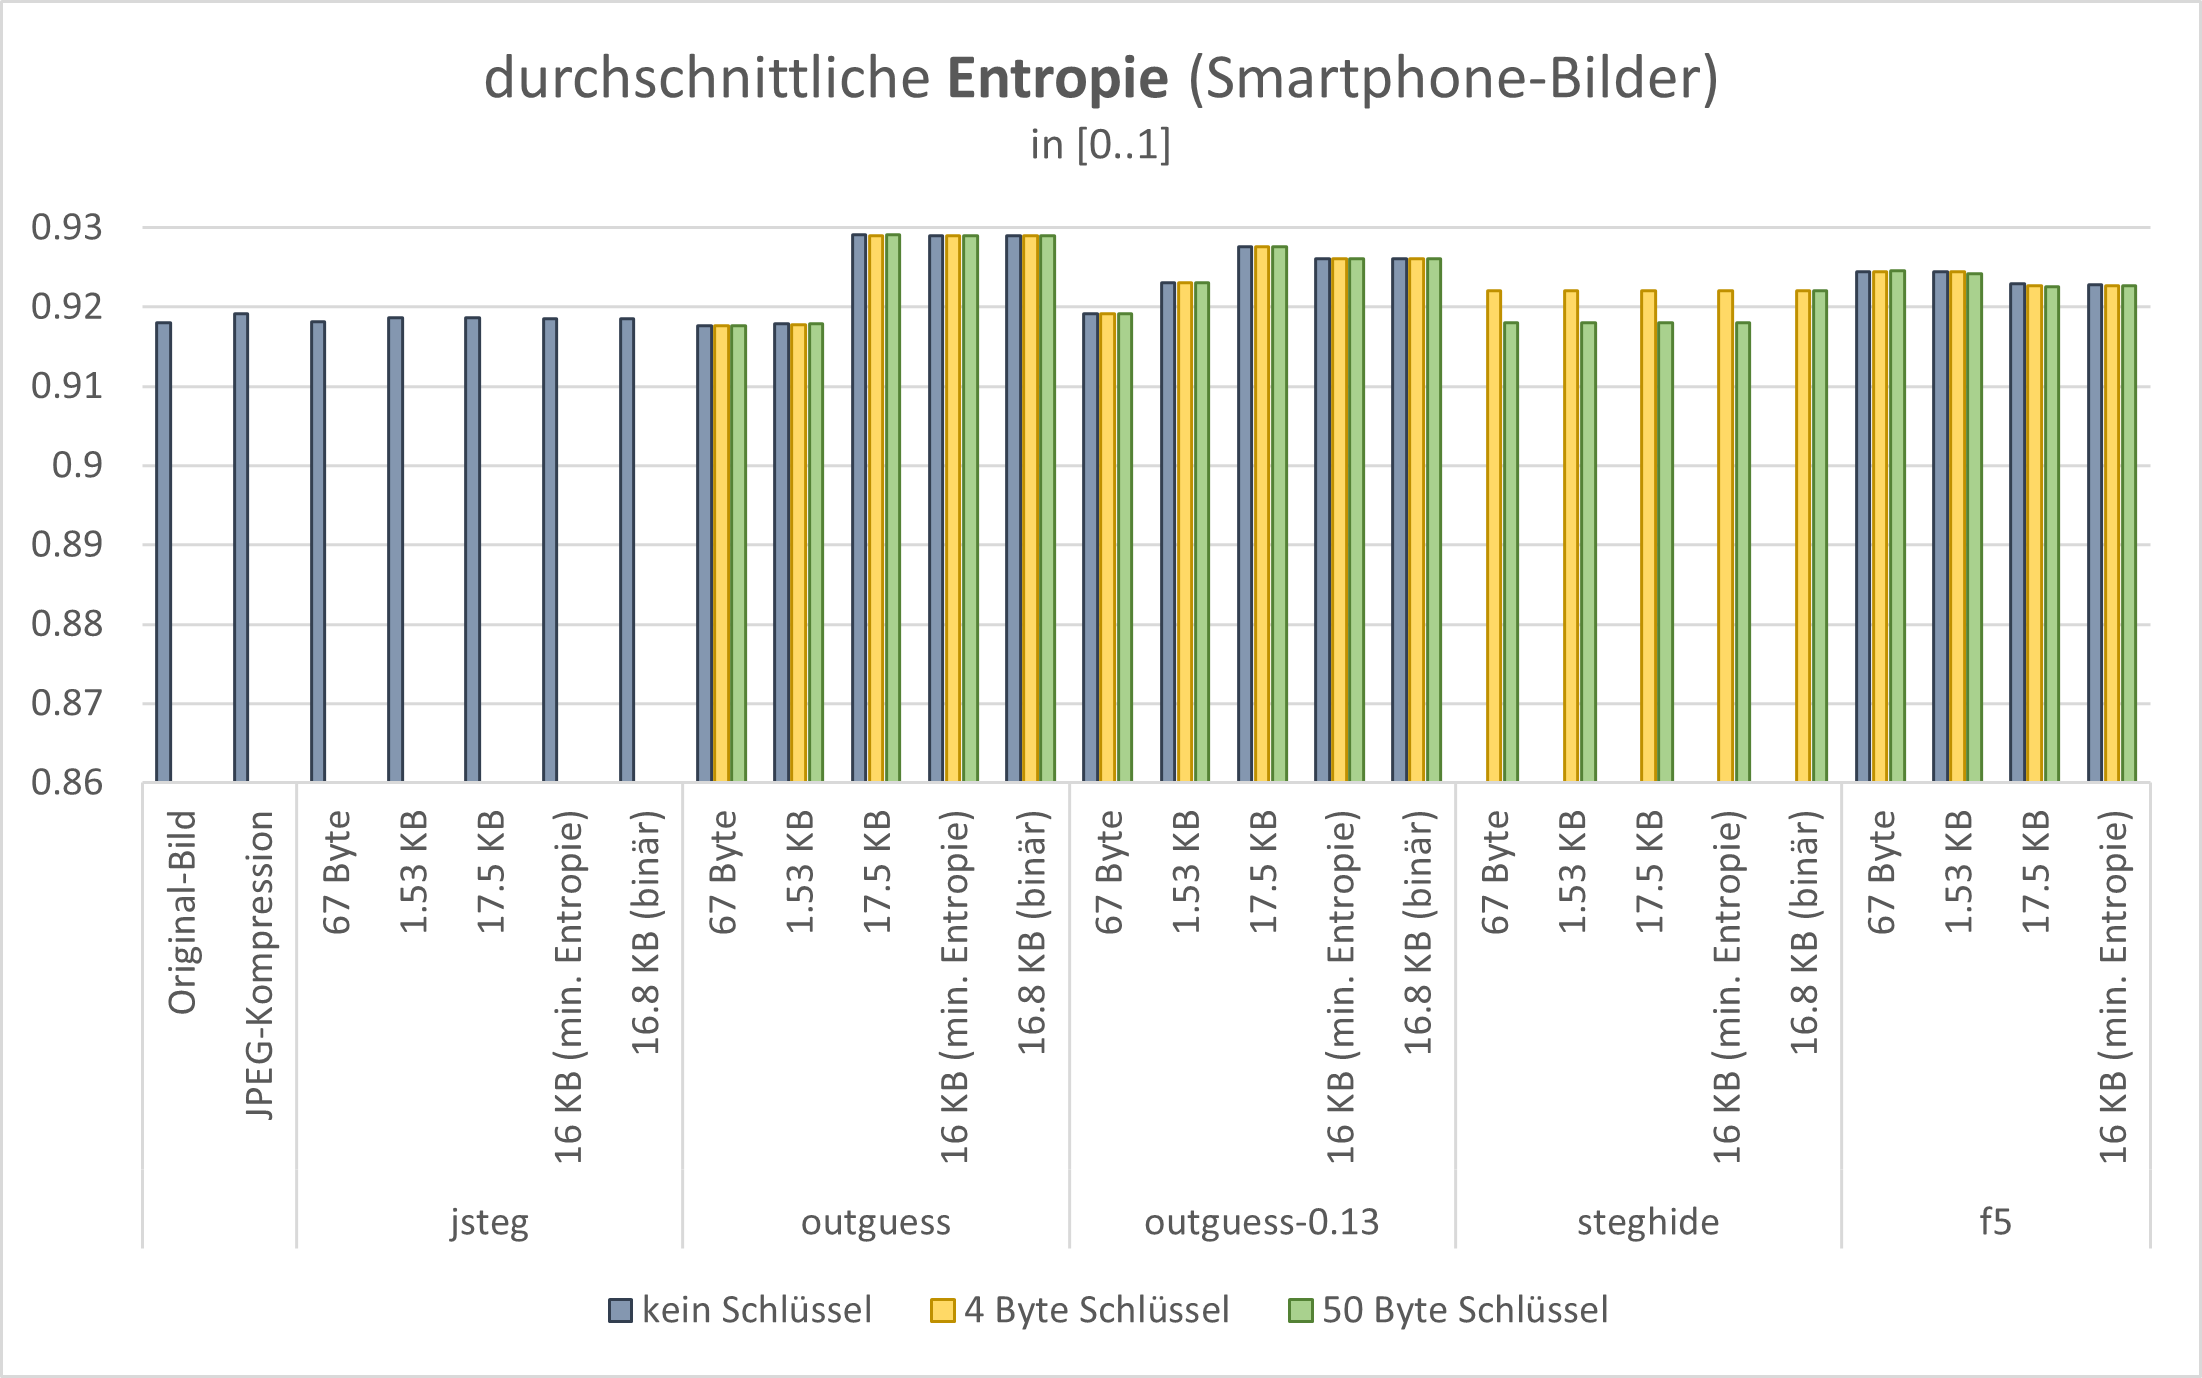 durchschnittliche Entropie (Smartphone-Bilder)
in [0..1]
0.93
0.92
0.91
0.9
0.89
0.88
0.87
0.86
Original-Bild
JPEG-Kompression
67 Byte
1.53 KB
17.5 KB
16 KB (min. Entropie)
16.8 KB (binär)
67 Byte
1.53 KB
17.5 KB
16 KB (min. Entropie)
16.8 KB (binär)
67 Byte
1.53 KB
17.5 KB
16 KB (min. Entropie)
16.8 KB (binär)
67 Byte
1.53 KB
17.5 KB
16 KB (min. Entropie)
16.8 KB (binär)
67 Byte
1.53 KB
17.5 KB
16 KB (min. Entropie)
jsteg
outguess
outguess-0.13
steghide
f5
kein Schlüssel
4 Byte Schlüssel
50 Byte Schlüssel